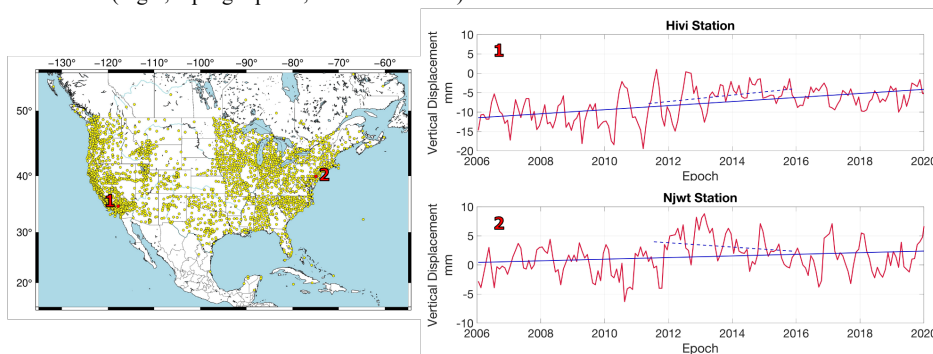 −130° −120° −110° −100° −90° −80° −70° −60°
50°
40°
30°
20°
1
2
Hivi Station
1
Vertical Displacement
mm
10
5
0
-5
-10
-15
-20
2006 2008 2010 2012 2014 2016 2018 2020
Epoch
Njwt Station
2
Vertical Displacement
mm
10
5
0
-5
-10
2006 2008 2010 2012 2014 2016 2018 2020
Epoch